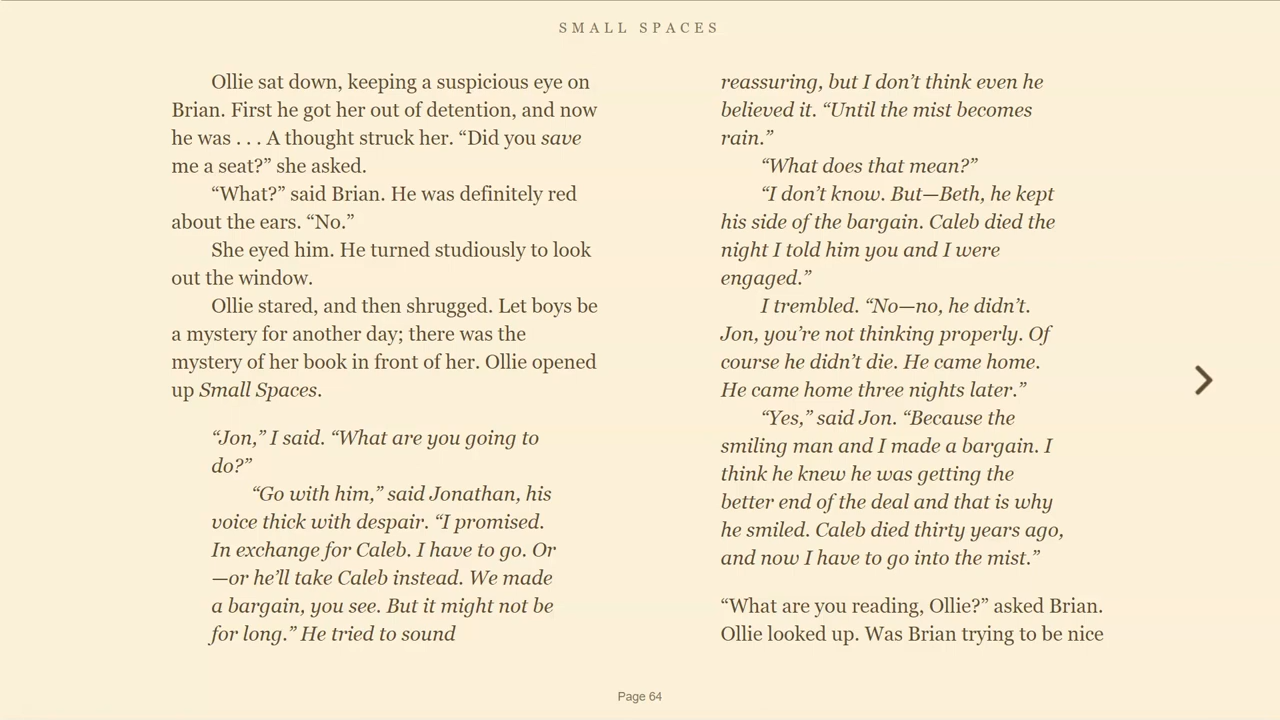 SMALL SPACES
Ollie sat down, keeping a suspicious eye on
Brian. First he got her out of detention, and now
he was . . . A thought struck her. “Did you save
me a seat?” she asked.
“What?” said Brian. He was definitely red
about the ears. “No.”
She eyed him. He turned studiously to look
out the window.
Ollie stared, and then shrugged. Let boys be
a mystery for another day; there was the
mystery of her book in front of her. Ollie opened
up Small Spaces.
“Jon,” I said. “What are you going to
do?”
“Go with him,” said Jonathan, his
voice thick with despair. “I promised.
In exchange for Caleb. I have to go. Or
—or he’ll take Caleb instead. We made
a bargain, you see. But it might not be
for long.” He tried to sound
reassuring, but I don’t think even he
believed it. “Until the mist becomes
rain.”
“What does that mean?”
“I don’t know. But—Beth, he kept
his side of the bargain. Caleb died the
night I told him you and I were
engaged.”
I trembled. “No—no, he didn’t.
Jon, you’re not thinking properly. Of
course he didn’t die. He came home.
He came home three nights later.”
“Yes,” said Jon. “Because the
smiling man and I made a bargain. I
think he knew he was getting the
better end of the deal and that is why
he smiled. Caleb died thirty years ago,
and now I have to go into the mist.”
“What are you reading, Ollie?” asked Brian.
Ollie looked up. Was Brian trying to be nice
Page 64